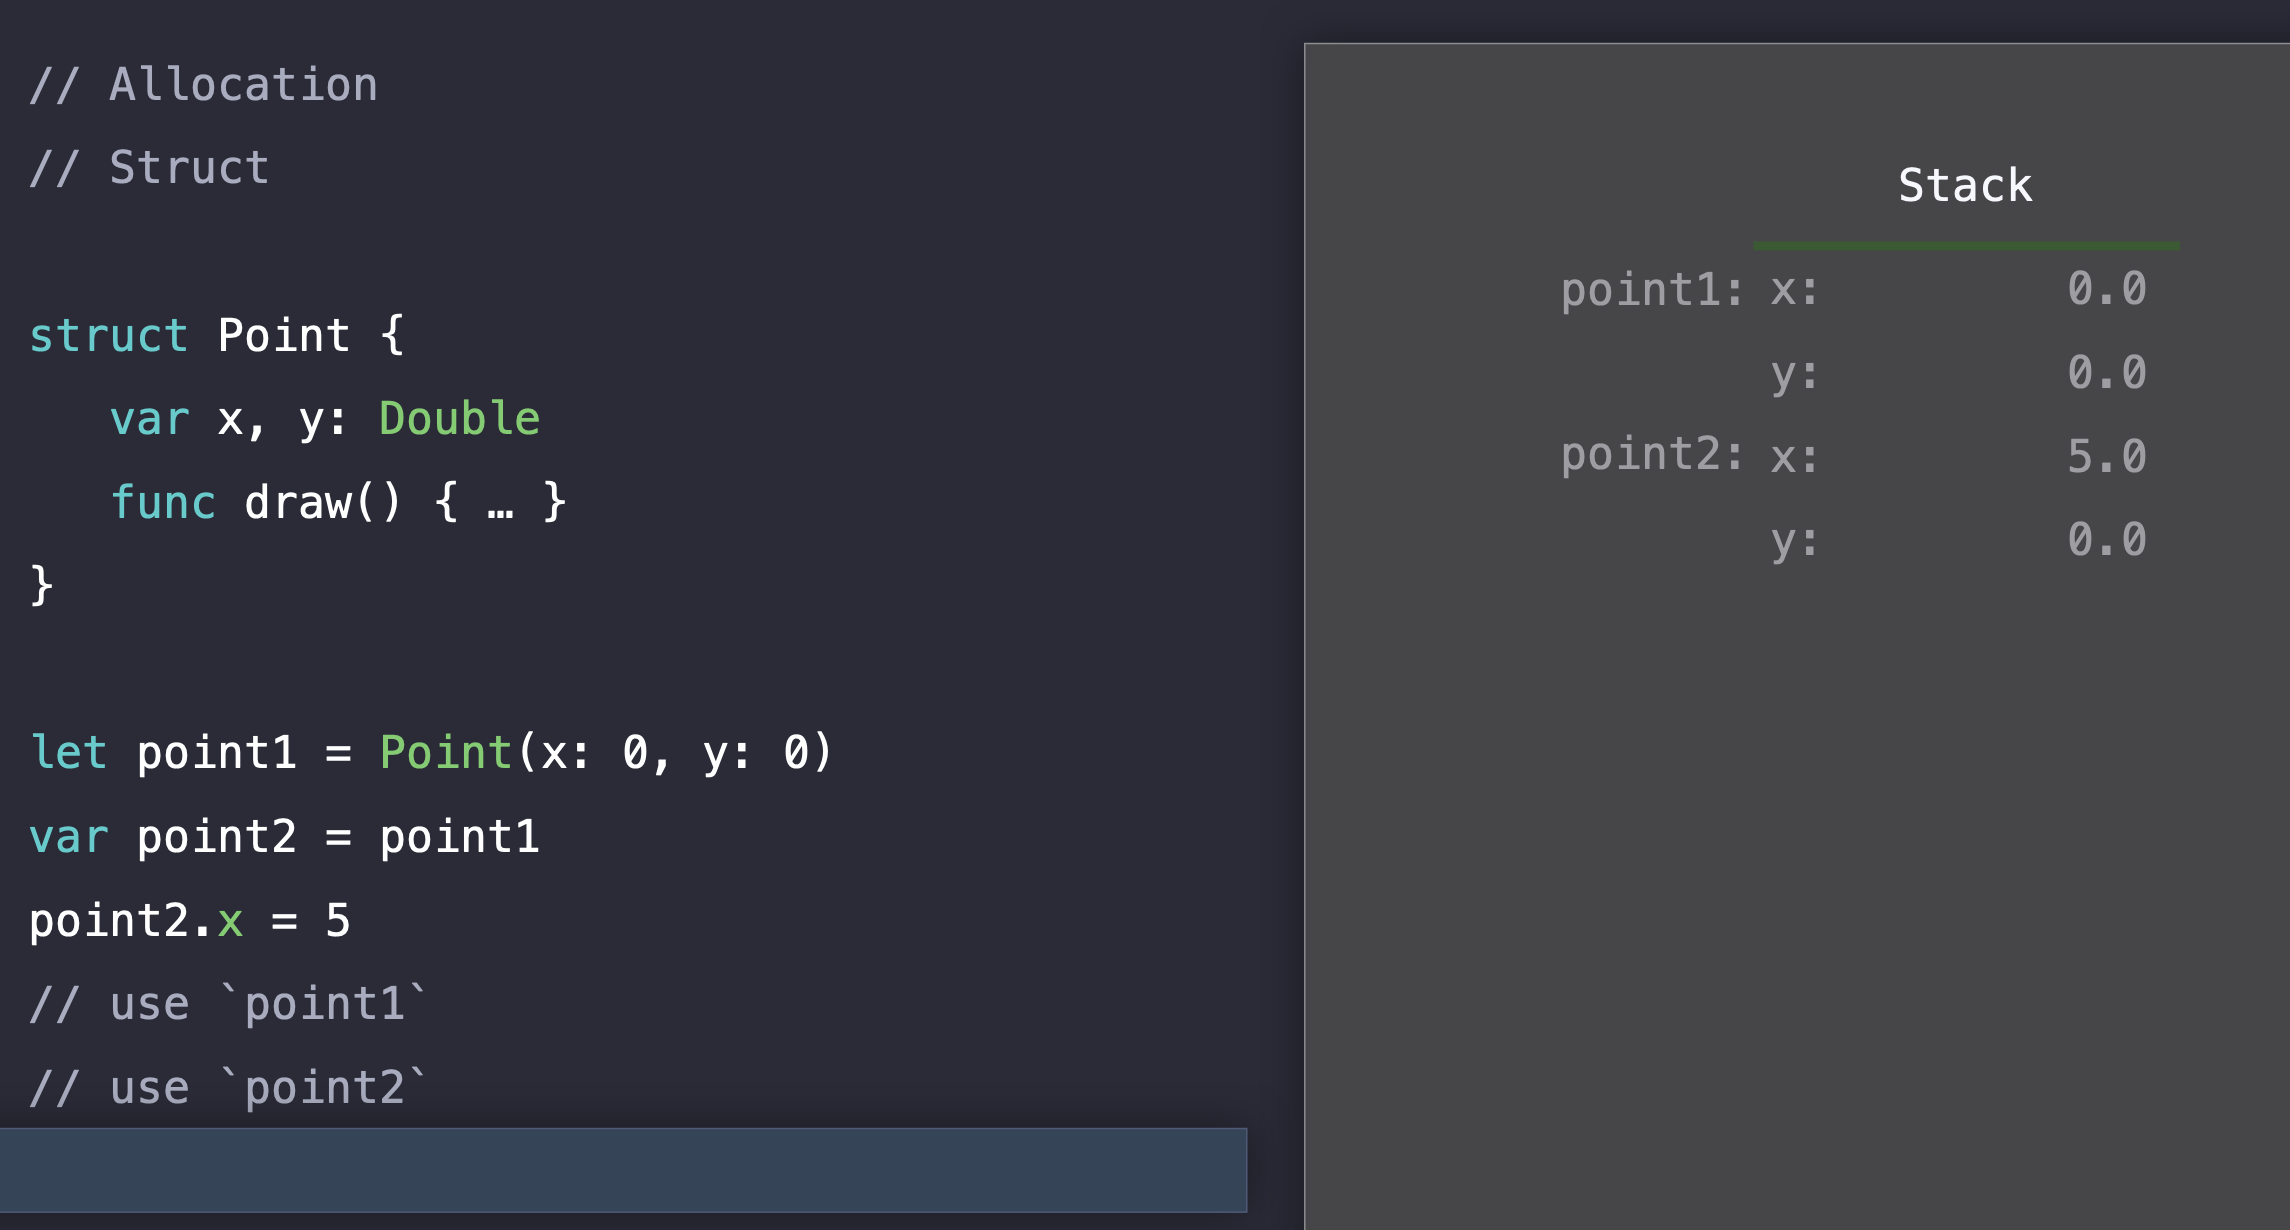 // Allocation
// Struct
struct Point {
   var x, y: Double
   func draw() { … }
}
let point1 = Point(x: 0, y: 0)
var point2 = point1
point2.x = 5
// use `point1`
// use `point2`
Stack
point1: x: 0.0
y: 0.0
point2: x: 5.0
y: 0.0